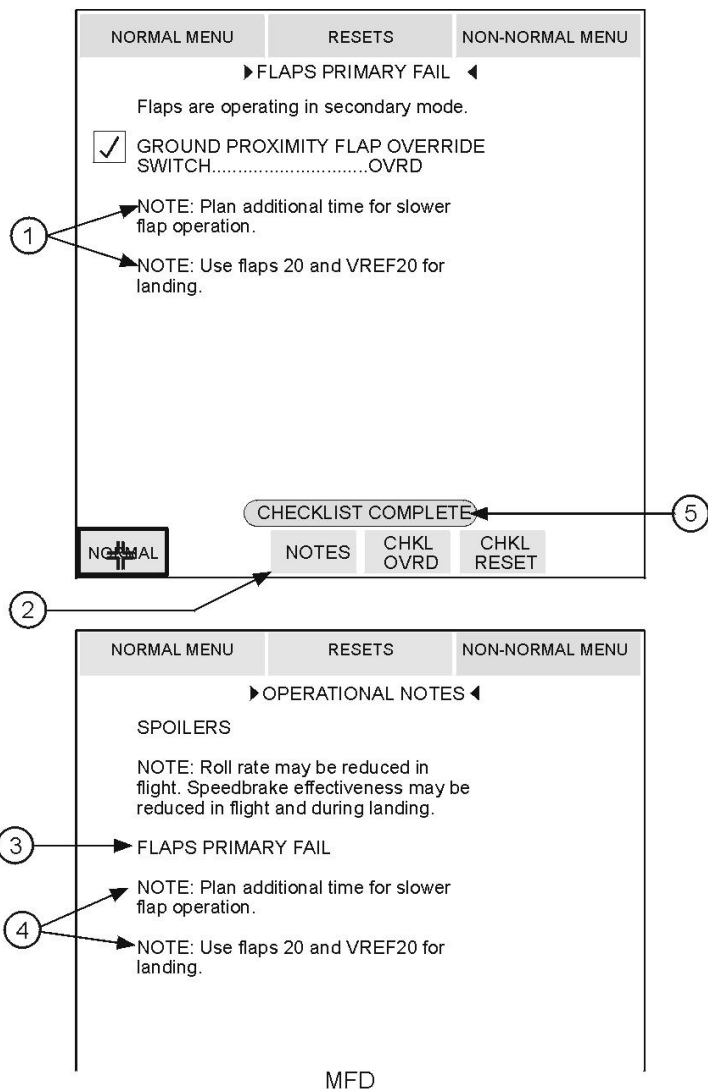 NORMAL MENU RESETS NON-NORMAL MENU
FLAPS PRIMARY FAIL
Flaps are operating in secondary mode.
GROUND PROXIMITY FLAP OVERRIDE
SWITCH..............................OVRD
NOTE: Plan additional time for slower
flap operation.
1
NOTE: Use flaps 20 and VREF20 for
landing.
CHECKLIST COMPLETE
5
NORMAL NOTES CHKL OVRD CHKL RESET
2
NORMAL MENU RESETS NON-NORMAL MENU
OPERATIONAL NOTES
SPOILERS
NOTE: Roll rate may be reduced in
flight. Speedbrake effectiveness may be
reduced in flight and during landing.
3
FLAPS PRIMARY FAIL
NOTE: Plan additional time for slower
flap operation.
4
NOTE: Use flaps 20 and VREF20 for
landing.
MFD